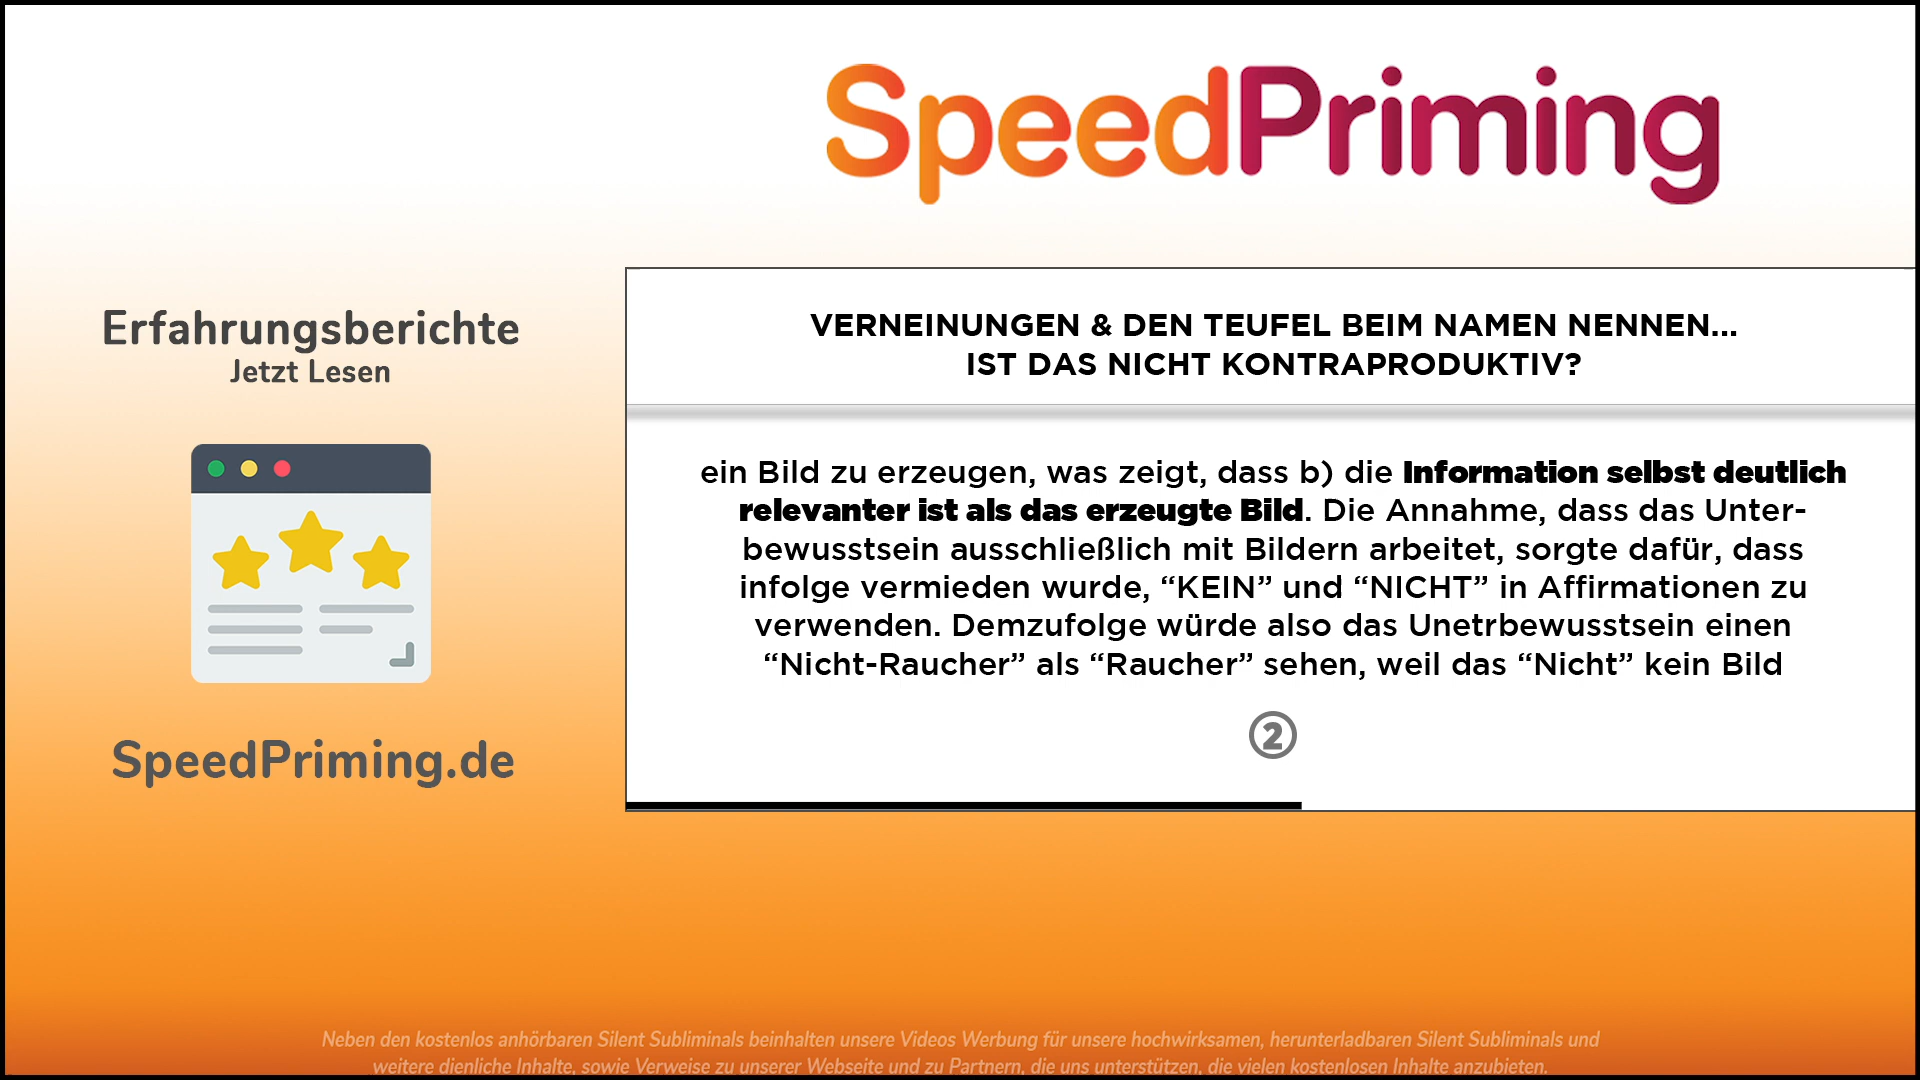 SpeedPriming
Erfahrungsberichte
Jetzt Lesen
SpeedPriming.de
VERNEINUNGEN & DEN TEUFEL BEIM NAMEN NENNEN...
IST DAS NICHT KONTRAPRODUKTIV?
ein Bild zu erzeugen, was zeigt, dass b) die Information selbst deutlich
relevanter ist als das erzeugte Bild. Die Annahme, dass das Unter-
bewusstsein ausschließlich mit Bildern arbeitet, sorgte dafür, dass
infolge vermieden wurde, “KEIN” und “NICHT” in Affirmationen zu
verwenden. Demzufolge würde also das Unetrbewusstsein einen
“Nicht-Raucher” als “Raucher” sehen, weil das “Nicht” kein Bild
2
Neben den kostenlos anhörbaren Silent Subliminals beinhalten unsere Videos Werbung für unsere hochwirksamen, herunterladbaren Silent Subliminals und
weitere dienliche Inhalte, sowie Verweise zu unserer Webseite und zu Partnern, die uns unterstützen, die vielen kostenlosen Inhalte anzubieten.